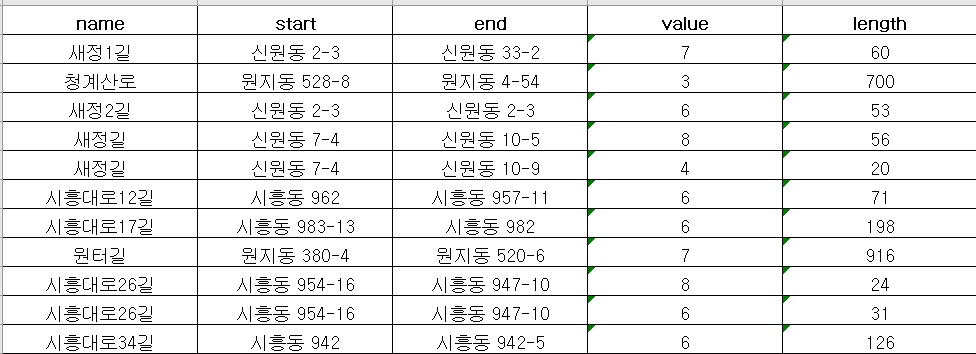 name start end value length
새정1길 신원동 2-3 신원동 33-2 7 60
청계산로 원지동 528-8 원지동 4-54 3 700
새정2길 신원동 2-3 신원동 2-3 6 53
새정길 신원동 7-4 신원동 10-5 8 56
새정길 신원동 7-4 신원동 10-9 4 20
시흥대로12길 시흥동 962 시흥동 957-11 6 71
시흥대로17길 시흥동 983-13 시흥동 982 6 198
원터길 원지동 380-4 원지동 520-6 7 916
시흥대로26길 시흥동 954-16 시흥동 947-10 8 24
시흥대로26길 시흥동 954-16 시흥동 947-10 6 31
시흥대로34길 시흥동 942 시흥동 942-5 6 126